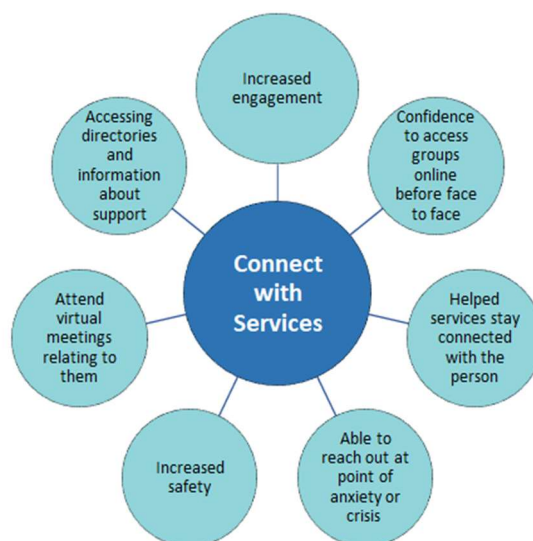 Increased
engagement
Accessing
directories
and
information
about
support
Confidence
to access
groups
online
before face
to face
Connect
with
Services
Attend
virtual
meetings
relating to
them
Helped
services stay
connected
with the
person
Increased
safety
Able to
reach out at
point of
anxiety or
crisis